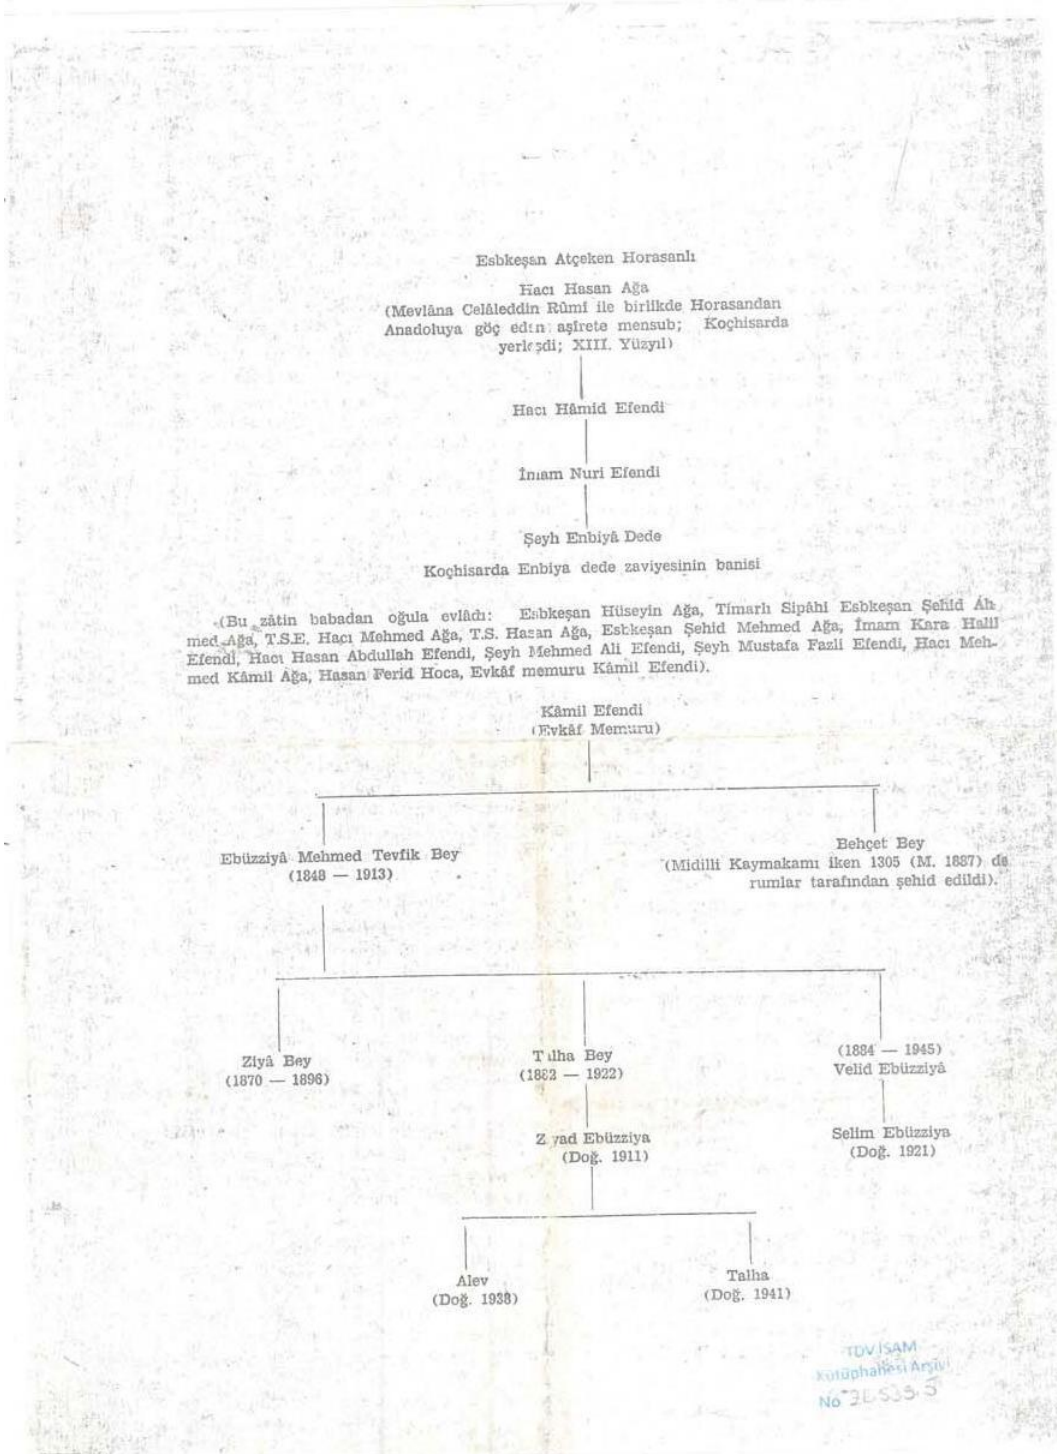 Esbkeşan Atçeken Horasanlı
Hacı Hasan Ağa
(Mevlâna Celâleddin Rûmî ile birlikde Horasandan
Anadoluya göç eden aşirete mensub; Koçhisarda
yerleşdi; XIII. Yüzyıl)
Hacı Hâmid Efendi
İmam Nuri Efendi
Şeyh Enbiyâ Dede
Koçhisarda Enbiya dede zaviyesinin banisi
(Bu zâtin babadan oğula evlâdı: Esbkeşan Hüseyin Ağa, Timarlı Sipâhi Esbkeşan Şehid Ah
med Ağa, T.S.E. Hacı Mehmed Ağa, T.S. Hasan Ağa, Esbkeşan Şehid Mehmed Ağa, İmam Kara Halil
Efendi, Hacı Hasan Abdullah Efendi, Şeyh Mehmed Ali Efendi, Şeyh Mustafa Fazli Efendi, Hacı Meh-
med Kâmil Ağa, Hasan Ferid Hoca, Evkâf memuru Kâmil Efendi).
Kâmil Efendi
(Evkâf Memuru)
Ebüzziyâ Mehmed Tevfik Bey
(1848 — 1913)
Behçet Bey
(Midilli Kaymakamı iken 1305 (M. 1887) de
rumlar tarafından şehid edildi).
Ziyâ Bey
(1870 — 1896)
Talha Bey
(1882 — 1922)
(1884 — 1945)
Velid Ebüzziyâ
Ziyad Ebüzziya
(Doğ. 1911)
Selim Ebüzziya
(Doğ. 1921)
Alev
(Doğ. 1938)
Talha
(Doğ. 1941)
TDV İSAM
Kütüphanesi Arşivi
No